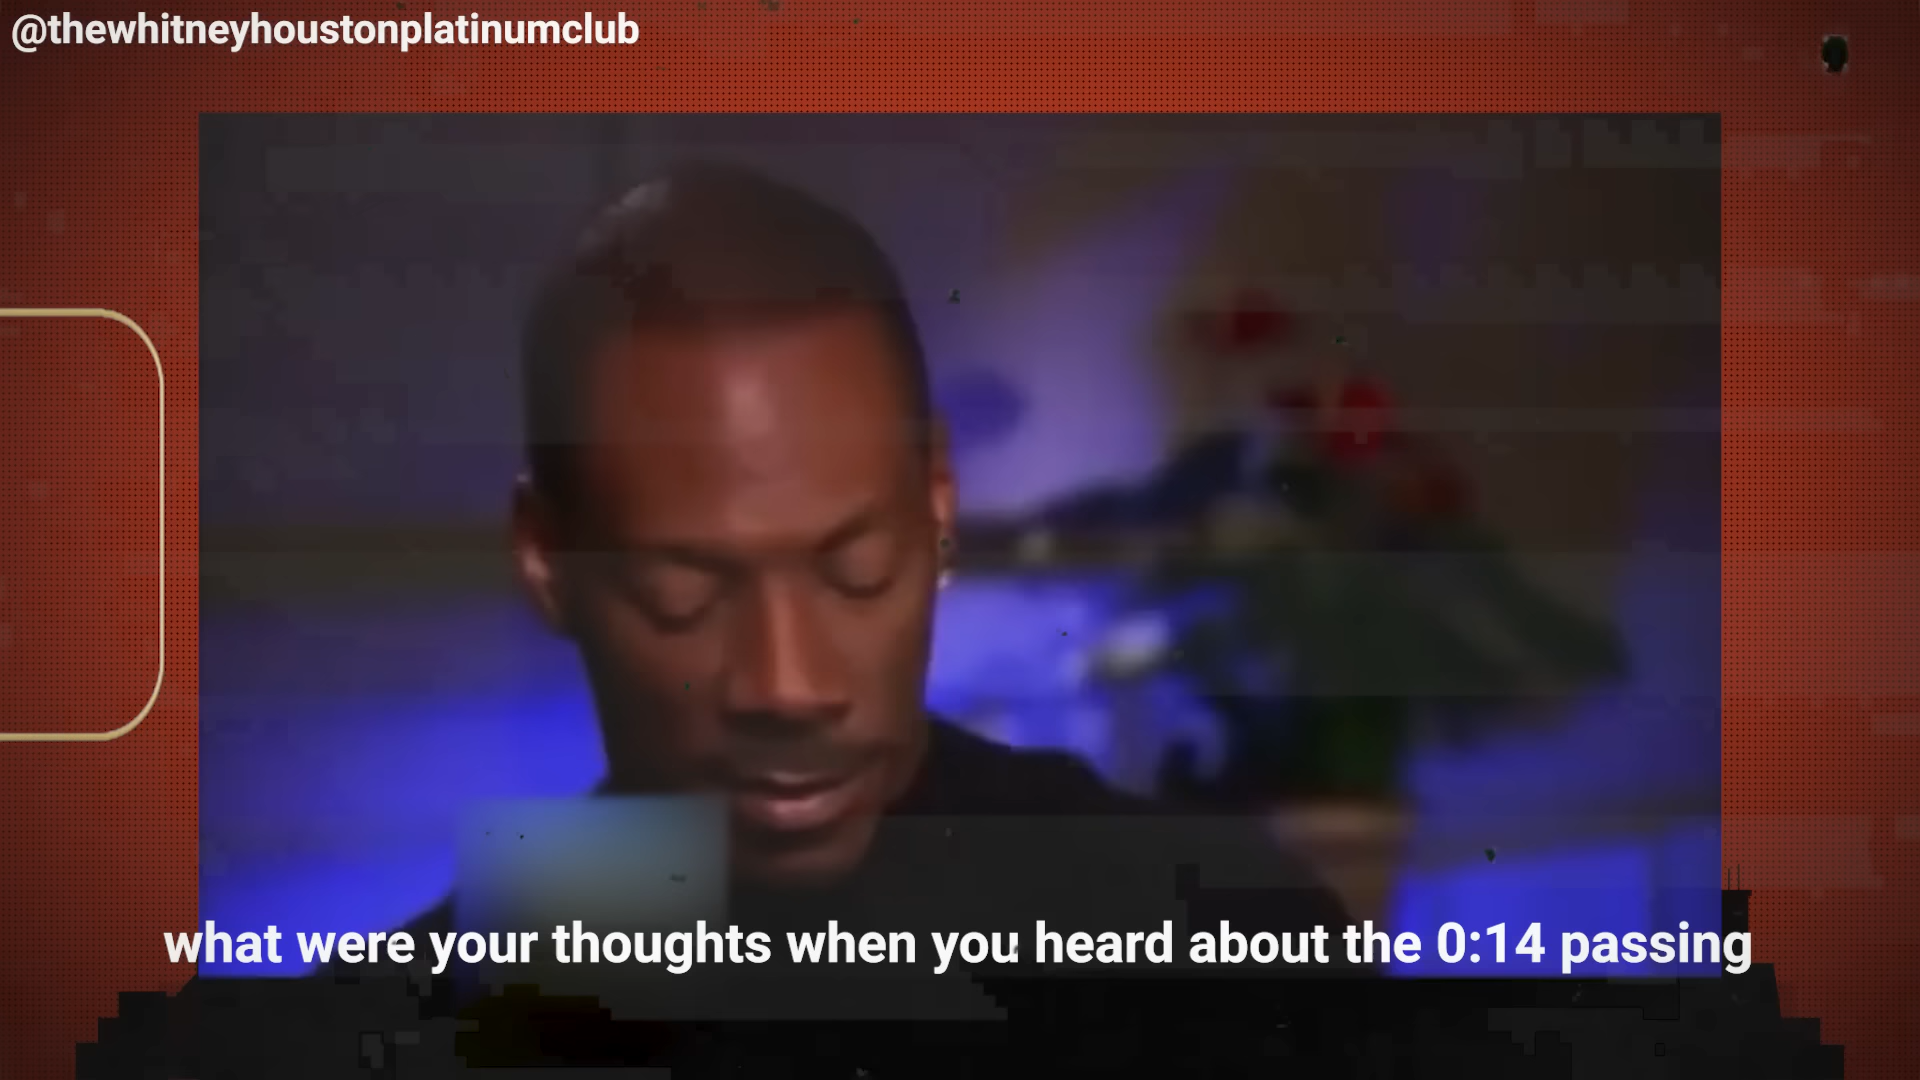 @thewhitneyhoustonplatinumclub
what were your thoughts when you heard about the 0:14 passing